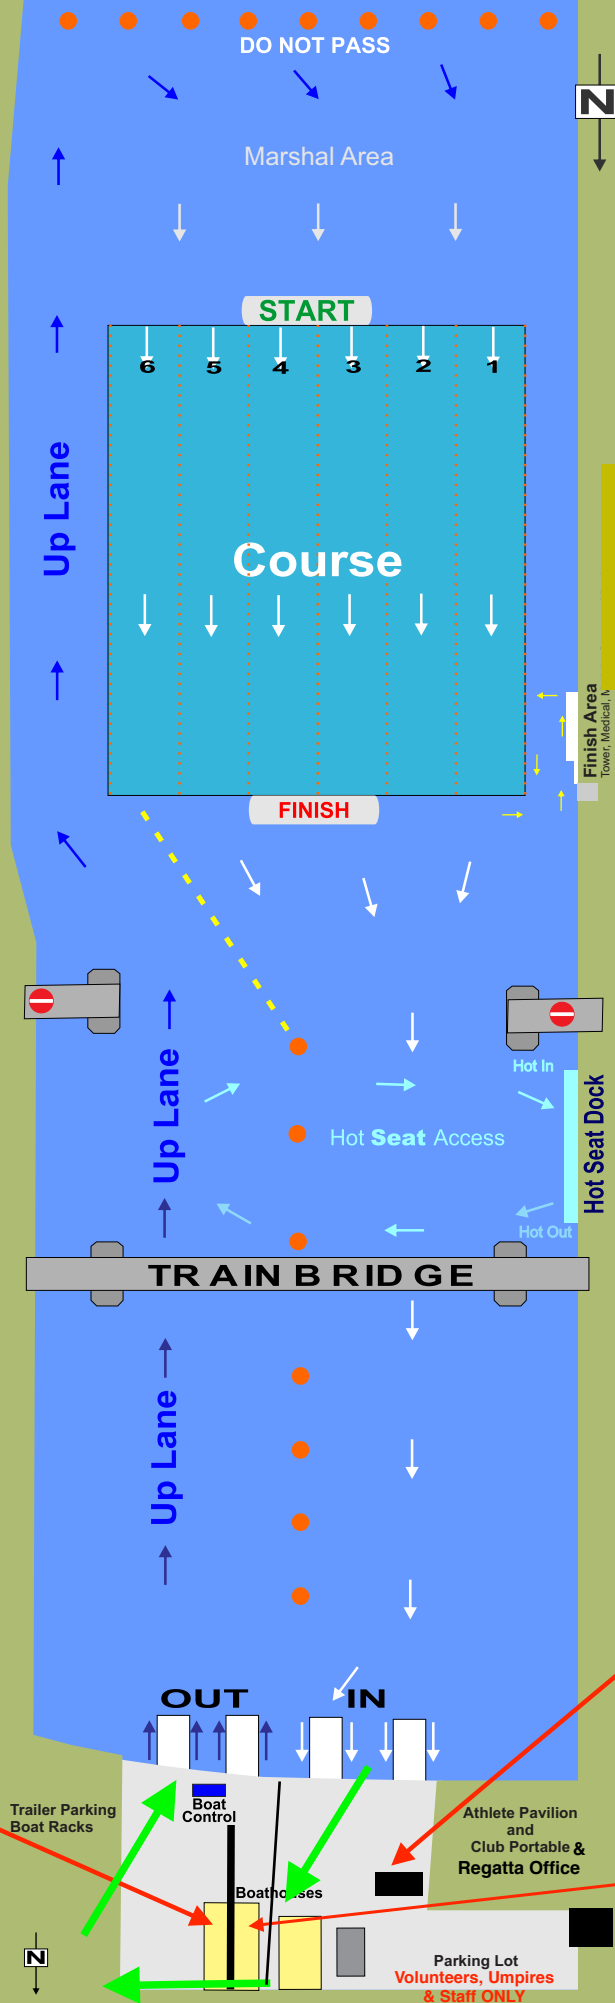 DO NOT PASS
N
Marshal Area
START
6 5 4 3 2 1
Up Lane
Course
Finish Area
Tower, Medical,
FINISH
Hot In
Up Lane
Hot Seat Access
Hot Seat Dock
Hot Out
TRAIN BRIDGE
Up Lane
OUT IN
Boat
Control
Trailer Parking
Boat Racks
Athlete Pavilion
and
Club Portable &
Regatta Office
Boathouses
N
Parking Lot
Volunteers, Umpires
& Staff ONLY